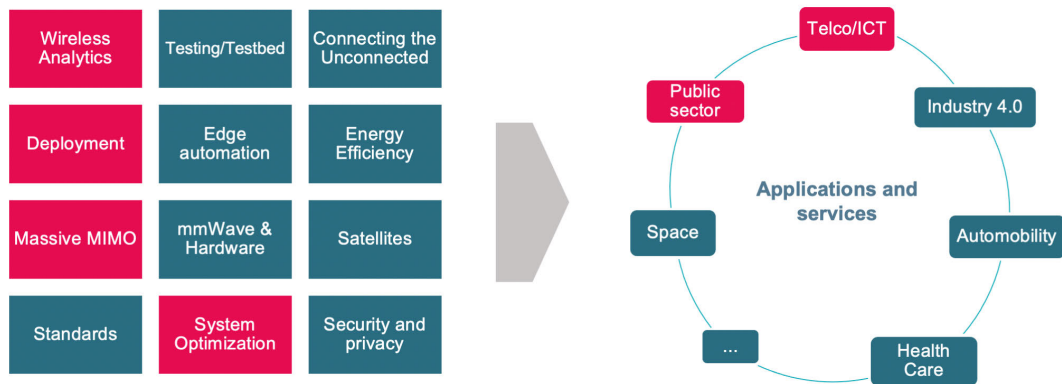 Wireless
Analytics
Testing/Testbed
Connecting the
Unconnected
Deployment
Edge
automation
Energy
Efficiency
Massive MIMO
mmWave &
Hardware
Satellites
Standards
System
Optimization
Security and
privacy
Telco/ICT
Public
sector
Industry 4.0
Applications and
services
Space
Automobility
...
Health
Care